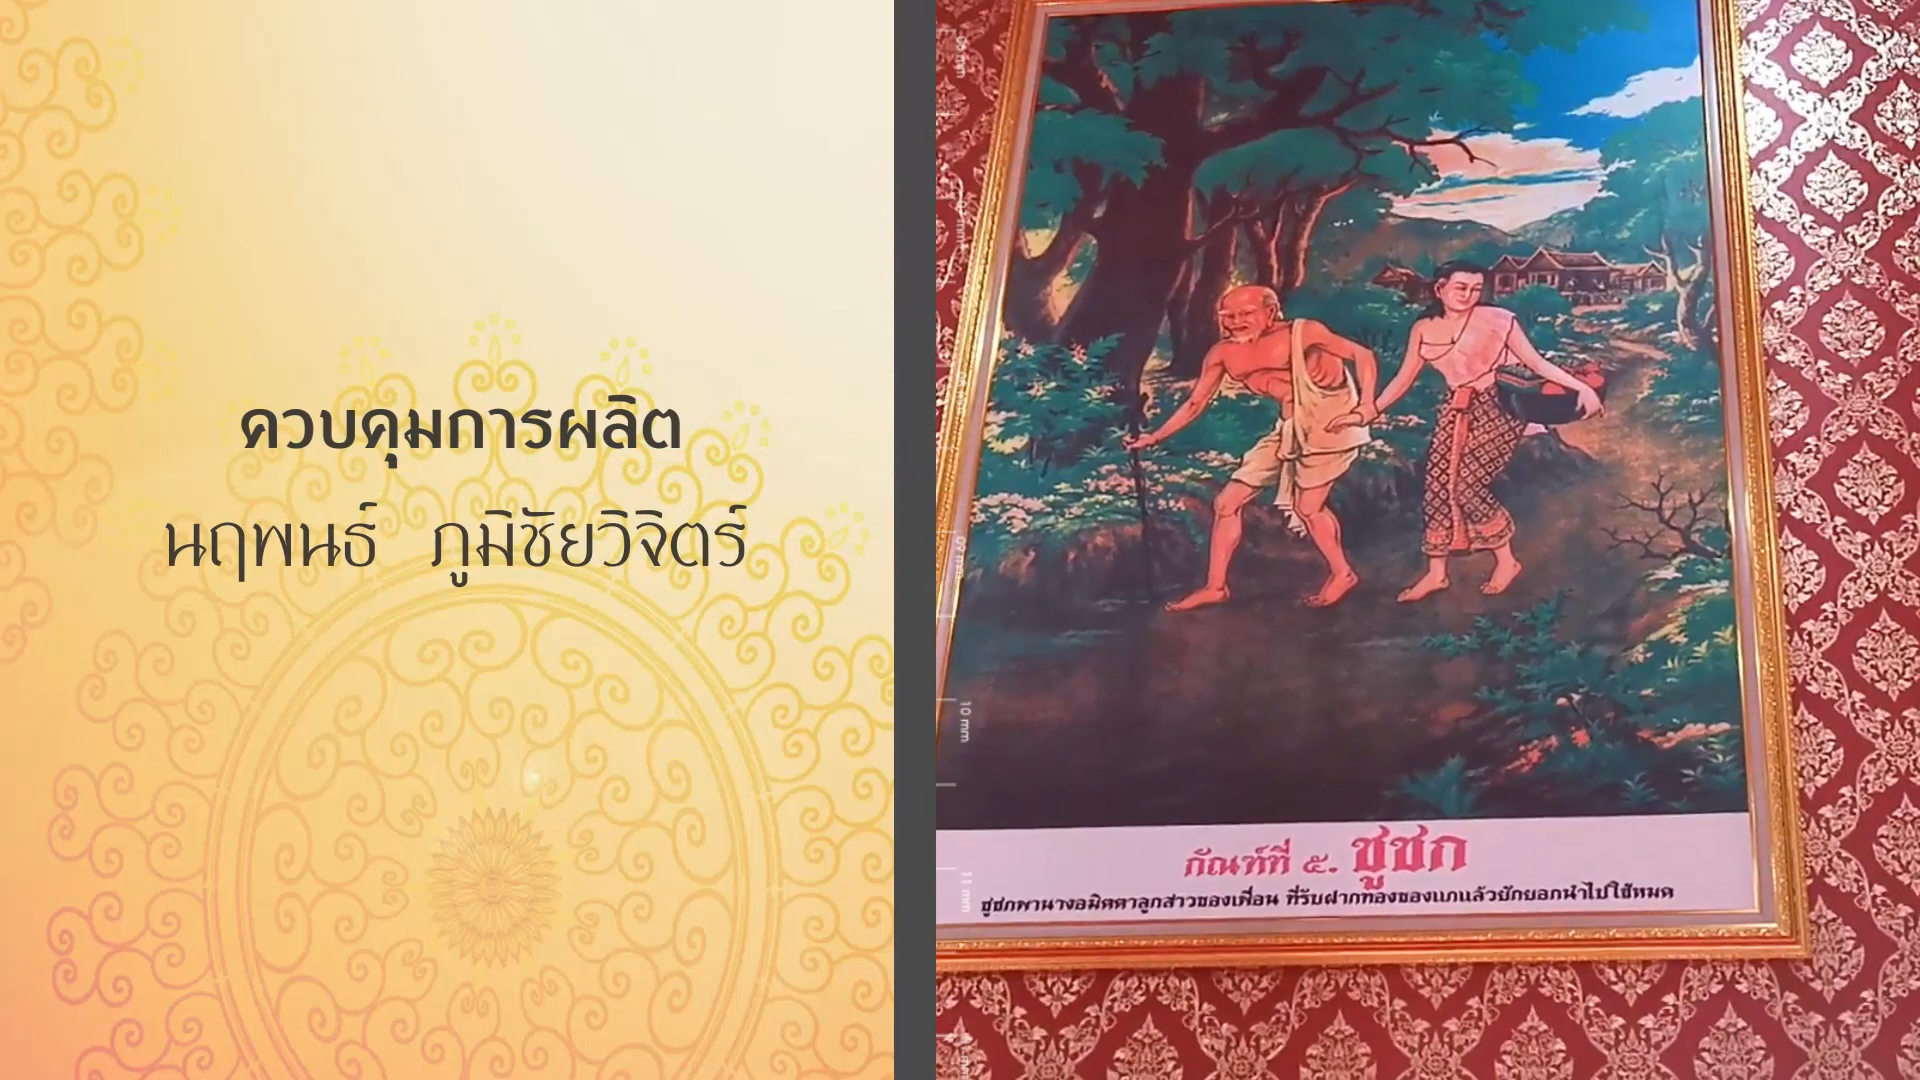 ควบคุมการผลิต
นฤพนธ์ ภูมิชัยวิจิตร์
กัณฑ์ที่ ๕. ชูชก
ชูชกพานางอมิตตาลูกสาวของเพื่อน ที่รับฝากทองของแกแล้วยักยอกนำไปใช้หมด
10 mm
11 mm